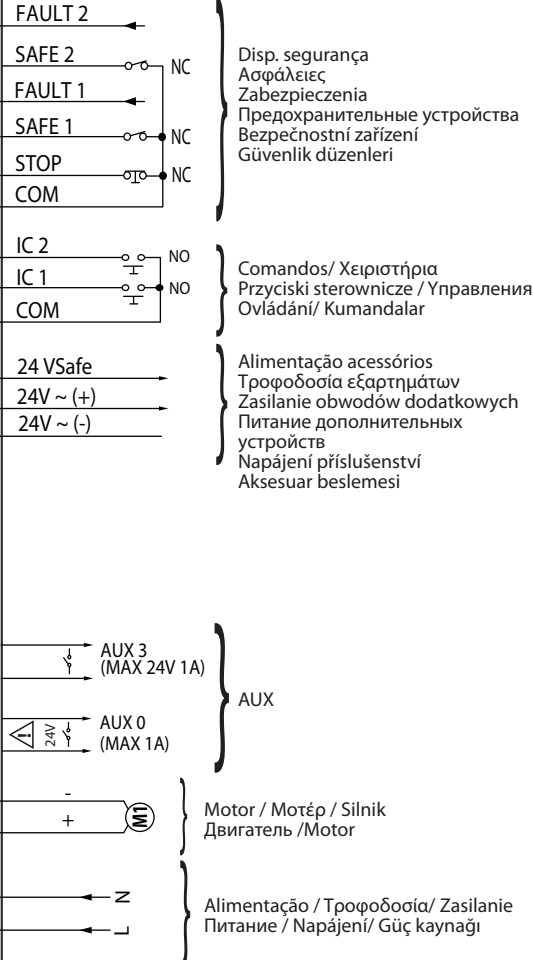 FAULT 2
SAFE 2 NC
FAULT 1
SAFE 1 NC
STOP NC
COM
Disp. segurança
Ασφάλειες
Zabezpieczenia
Предохранительные устройства
Bezpečnostní zařízení
Güvenlik düzenleri
IC 2 NO
IC 1 NO
COM
Comandos/ Χειριστήρια
Przyciski sterownicze / Управления
Ovládání/ Kumandalar
24 VSafe
24V ~ (+)
24V ~ (-)
Alimentação acessórios
Τροφοδοσία εξαρτημάτων
Zasilanie obwodów dodatkowych
Питание дополнительных
устройств
Napájení příslušenství
Aksesuar beslemesi
AUX 3
(MAX 24V 1A)
24V
AUX 0
(MAX 1A)
AUX
-
+
M1
Motor / Μοτέρ / Silnik
Двигатель /Motor
N
L
Alimentação / Τροφοδοσία/ Zasilanie
Питание / Napájení/ Güç kaynağı